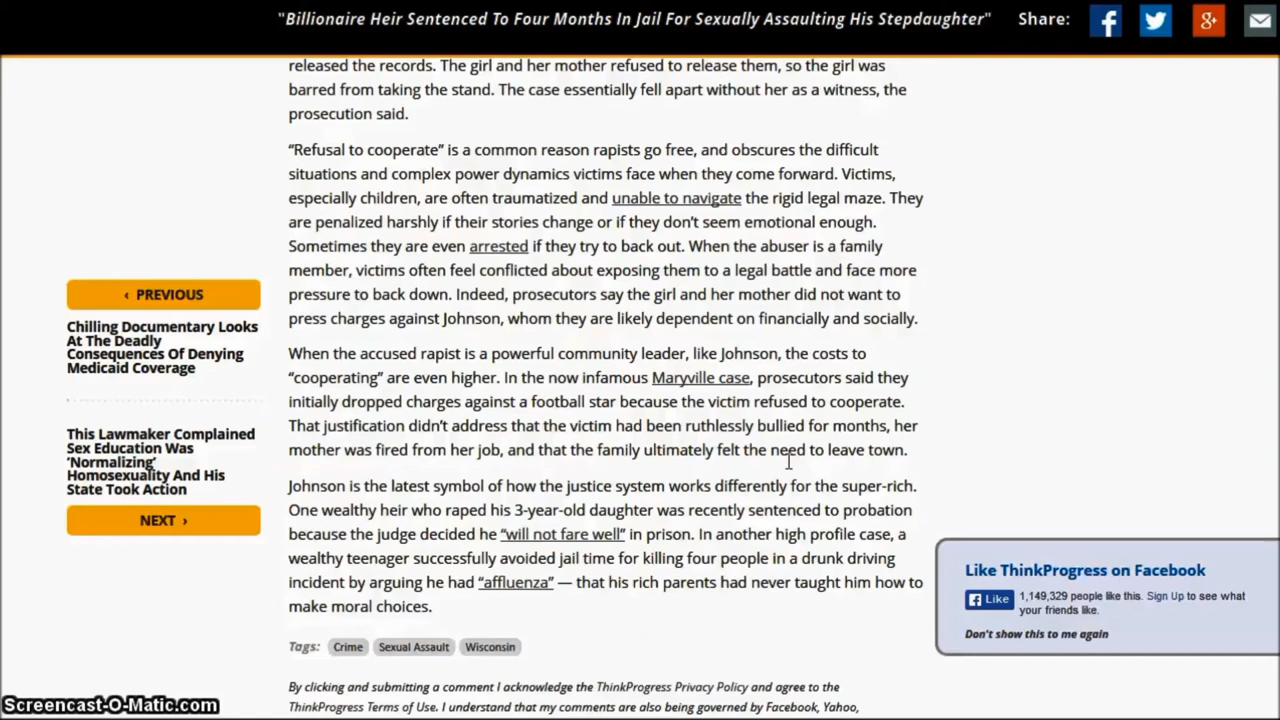 "Billionaire Heir Sentenced To Four Months In Jail For Sexually Assaulting His Stepdaughter"
Share:
released the records. The girl and her mother refused to release them, so the girl was
barred from taking the stand. The case essentially fell apart without her as a witness, the
prosecution said.
“Refusal to cooperate” is a common reason rapists go free, and obscures the difficult
situations and complex power dynamics victims face when they come forward. Victims,
especially children, are often traumatized and unable to navigate the rigid legal maze. They
are penalized harshly if their stories change or if they don’t seem emotional enough.
Sometimes they are even arrested if they try to back out. When the abuser is a family
member, victims often feel conflicted about exposing them to a legal battle and face more
pressure to back down. Indeed, prosecutors say the girl and her mother did not want to
press charges against Johnson, whom they are likely dependent on financially and socially.
When the accused rapist is a powerful community leader, like Johnson, the costs to
“cooperating” are even higher. In the now infamous Maryville case, prosecutors said they
initially dropped charges against a football star because the victim refused to cooperate.
That justification didn’t address that the victim had been ruthlessly bullied for months, her
mother was fired from her job, and that the family ultimately felt the need to leave town.
Johnson is the latest symbol of how the justice system works differently for the super-rich.
One wealthy heir who raped his 3-year-old daughter was recently sentenced to probation
because the judge decided he “will not fare well” in prison. In another high profile case, a
wealthy teenager successfully avoided jail time for killing four people in a drunk driving
incident by arguing he had “affluenza” — that his rich parents had never taught him how to
make moral choices.
Tags: Crime Sexual Assault Wisconsin
By clicking and submitting a comment I acknowledge the ThinkProgress Privacy Policy and agree to the
ThinkProgress Terms of Use. I understand that my comments are also being governed by Facebook, Yahoo,
‹ PREVIOUS
Chilling Documentary Looks
At The Deadly
Consequences Of Denying
Medicaid Coverage
This Lawmaker Complained
Sex Education Was
‘Normalizing’
Homosexuality And His
State Took Action
NEXT ›
Like ThinkProgress on Facebook
Like
1,149,329 people like this. Sign Up to see what
your friends like.
Don't show this to me again
Screencast-O-Matic.com